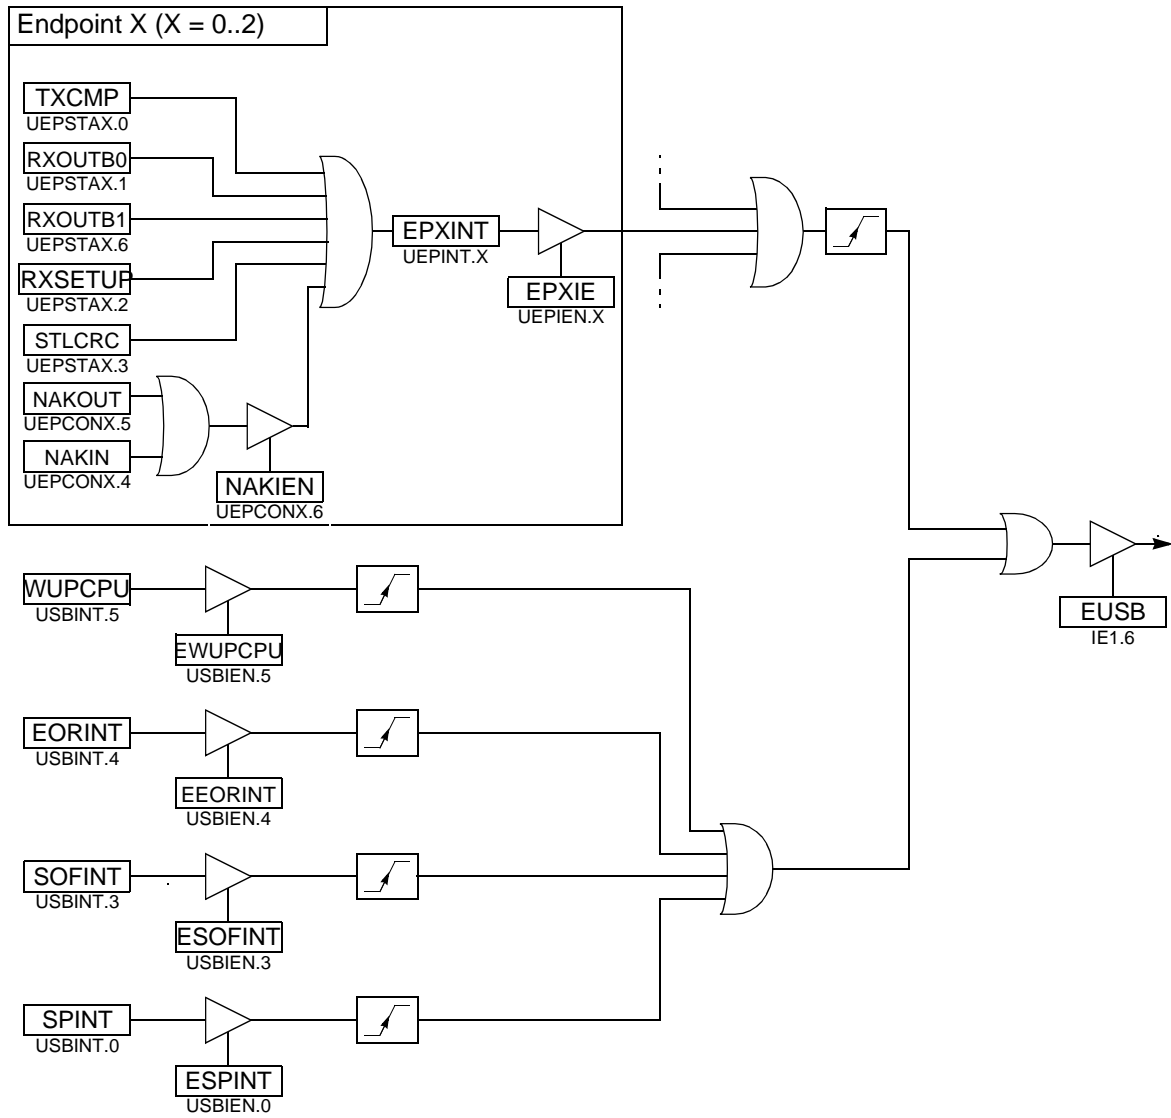 Endpoint X (X = 0..2)
TXCMP
UEPSTAX.0
RXOUTB0
UEPSTAX.1
RXOUTB1
UEPSTAX.6
RXSETUP
UEPSTAX.2
STLCRC
UEPSTAX.3
NAKOUT
UEPCONX.5
NAKIN
UEPCONX.4
NAKIEN
UEPCONX.6
EPXINT
UEPINT.X
EPXIE
UEPIEN.X
WUPCPU
USBINT.5
EWUPCPU
USBIEN.5
EUSB
IE1.6
EORINT
USBINT.4
EEORINT
USBIEN.4
SOFINT
USBINT.3
ESOFINT
USBIEN.3
SPINT
USBINT.0
ESPINT
USBIEN.0